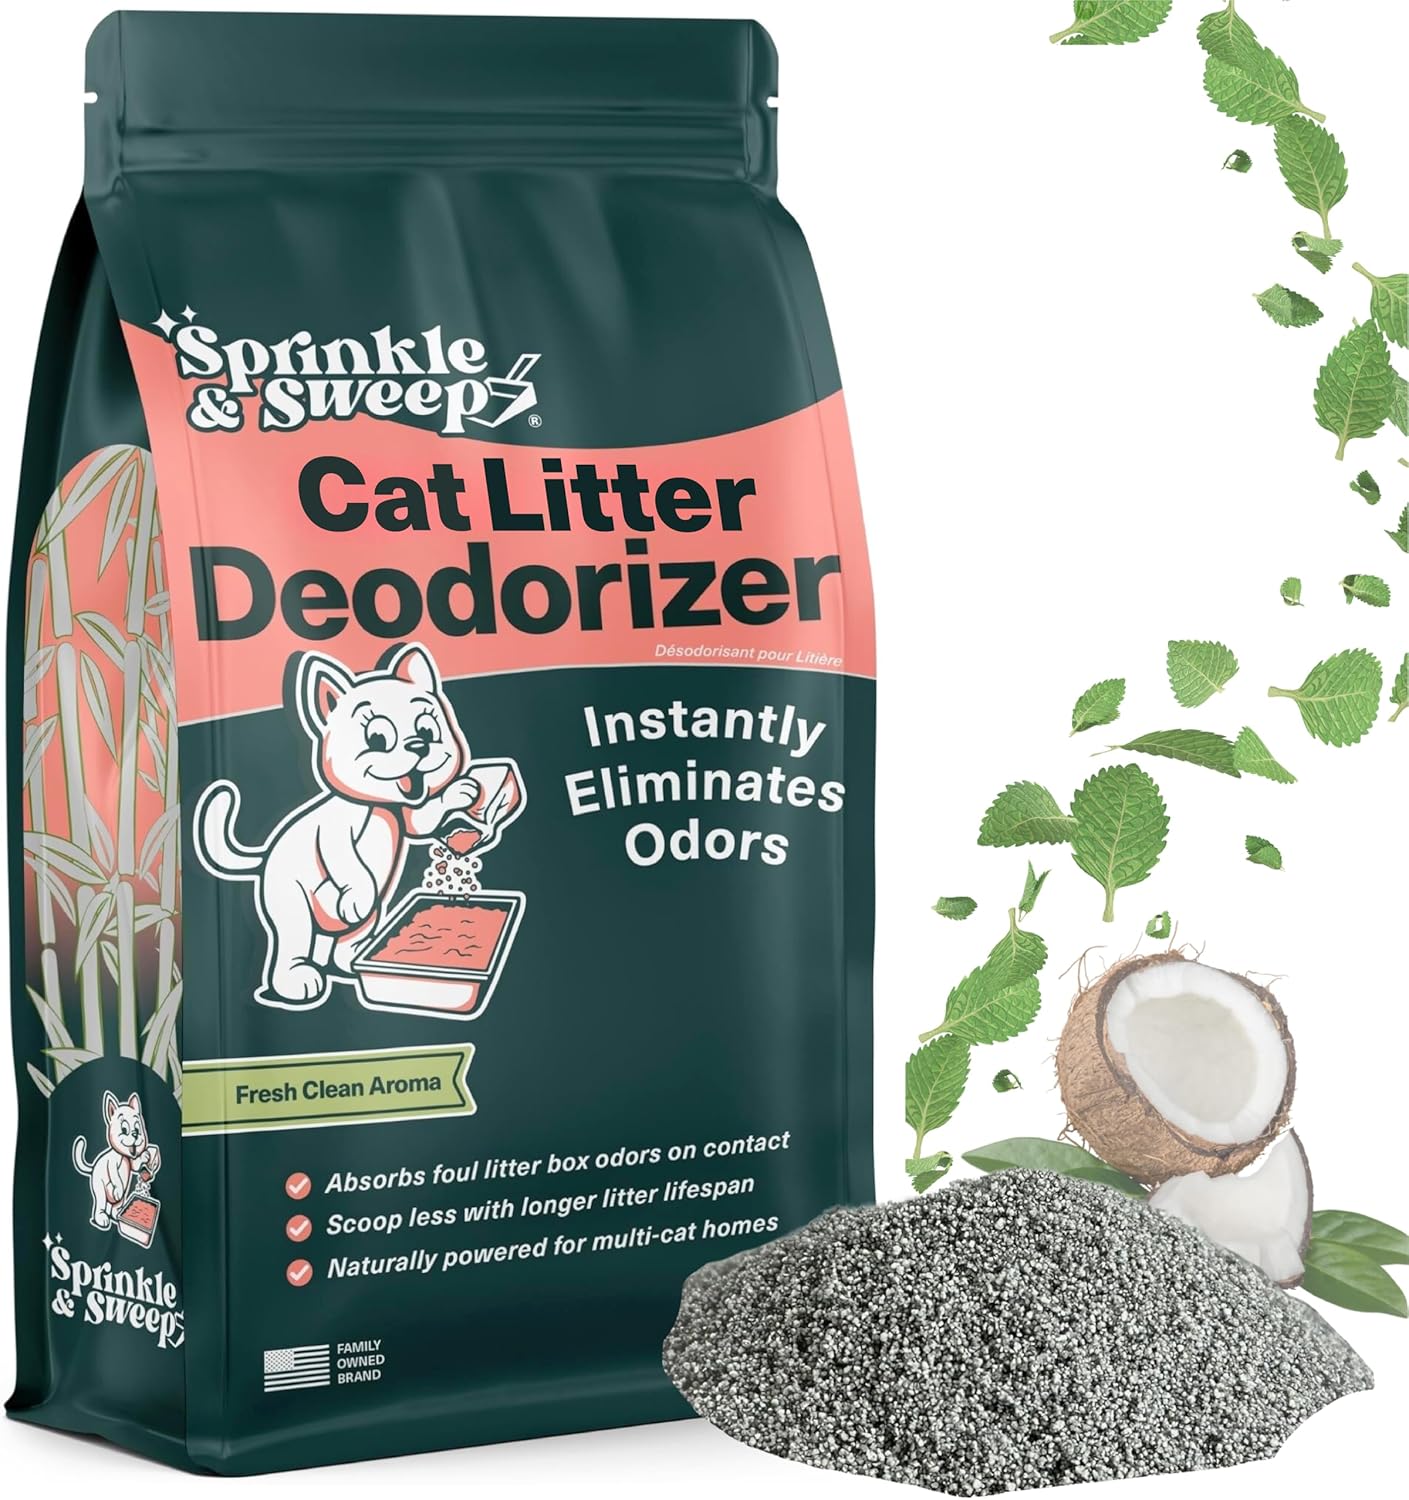 Sprinkle
& Sweep®
Cat Litter
Deodorizer
Désodorisant pour Litière
Instantly
Eliminates
Odors
Fresh Clean Aroma
Absorbs foul litter box odors on contact
Scoop less with longer litter lifespan
Naturally powered for multi-cat homes
FAMILY
OWNED
BRAND
Sprinkle
& Sweep